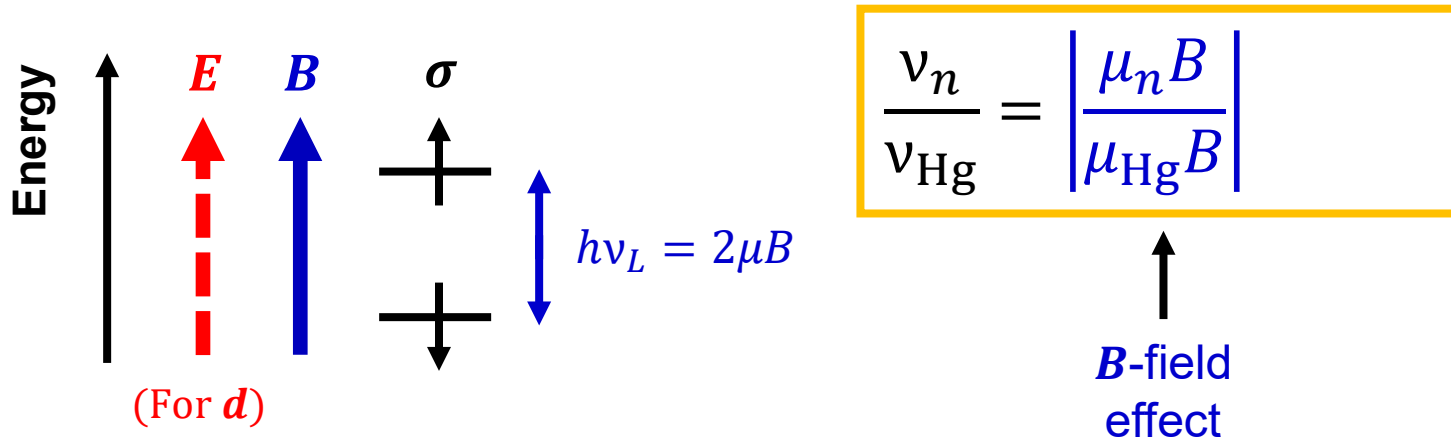 Energy
E B σ
hν_L = 2μB
(For d)
ν_n/ν_Hg = |μ_n B/μ_Hg B|
B-field
effect